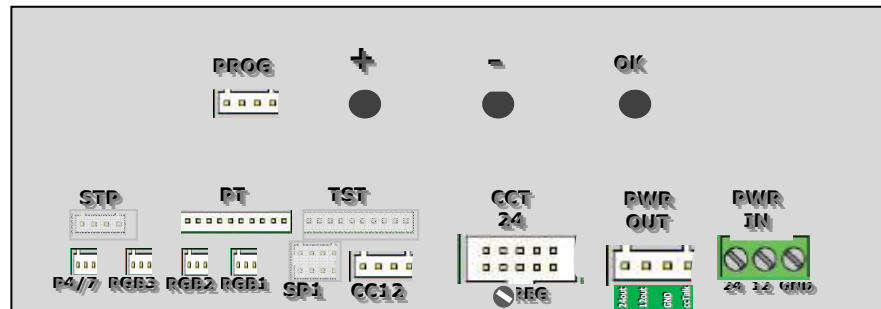 PROG + - OK
STP PT TST CCT 24 PWR OUT PWR IN
P4/7 RGB3 RGB2 RGB1 SP1 CC12 REG 24out 12out GND ccTalk 24 12 GND